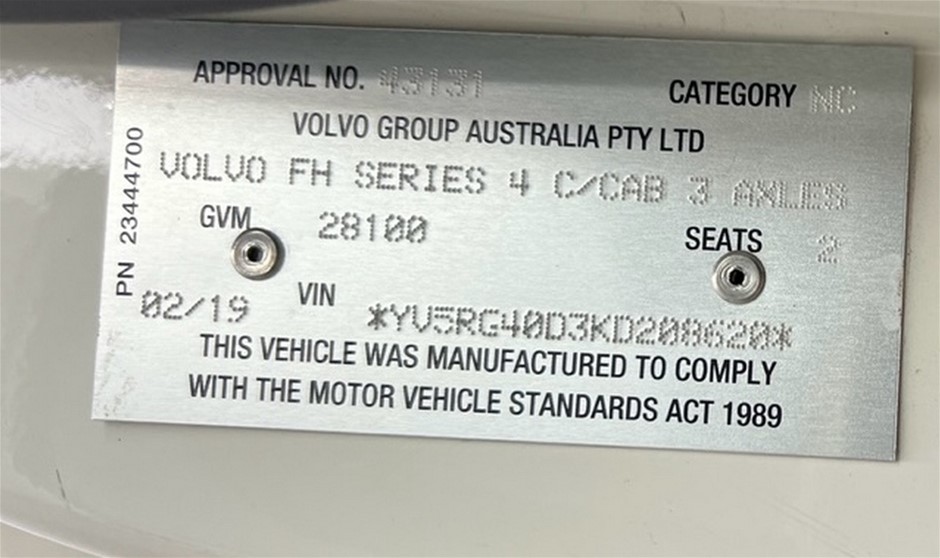 APPROVAL NO. 43131 CATEGORY NC
VOLVO GROUP AUSTRALIA PTY LTD
VOLVO FH SERIES 4 C/CAB 3 AXLES
GVM 28100 SEATS 2
02/19 VIN *YV5RG40D3KD208620*
THIS VEHICLE WAS MANUFACTURED TO COMPLY
WITH THE MOTOR VEHICLE STANDARDS ACT 1989
PN 23444700